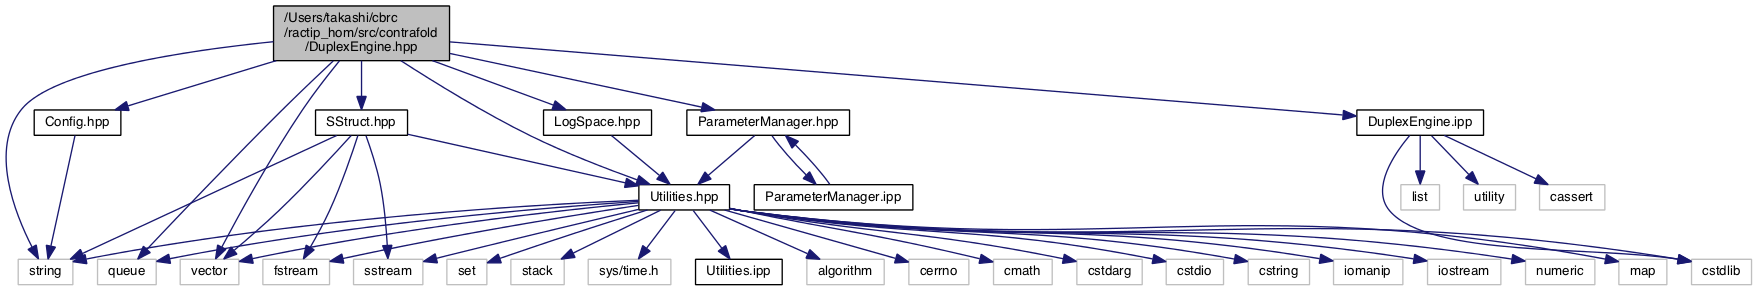 /Users/takashi/cbrc
/ractip_hom/src/contrafold
/DuplexEngine.hpp
Config.hpp
SStruct.hpp
LogSpace.hpp
ParameterManager.hpp
DuplexEngine.ipp
Utilities.hpp
ParameterManager.ipp
list
utility
cassert
string
queue
vector
fstream
sstream
set
stack
sys/time.h
Utilities.ipp
algorithm
cerrno
cmath
cstdarg
cstdio
cstring
iomanip
iostream
numeric
map
cstdlib